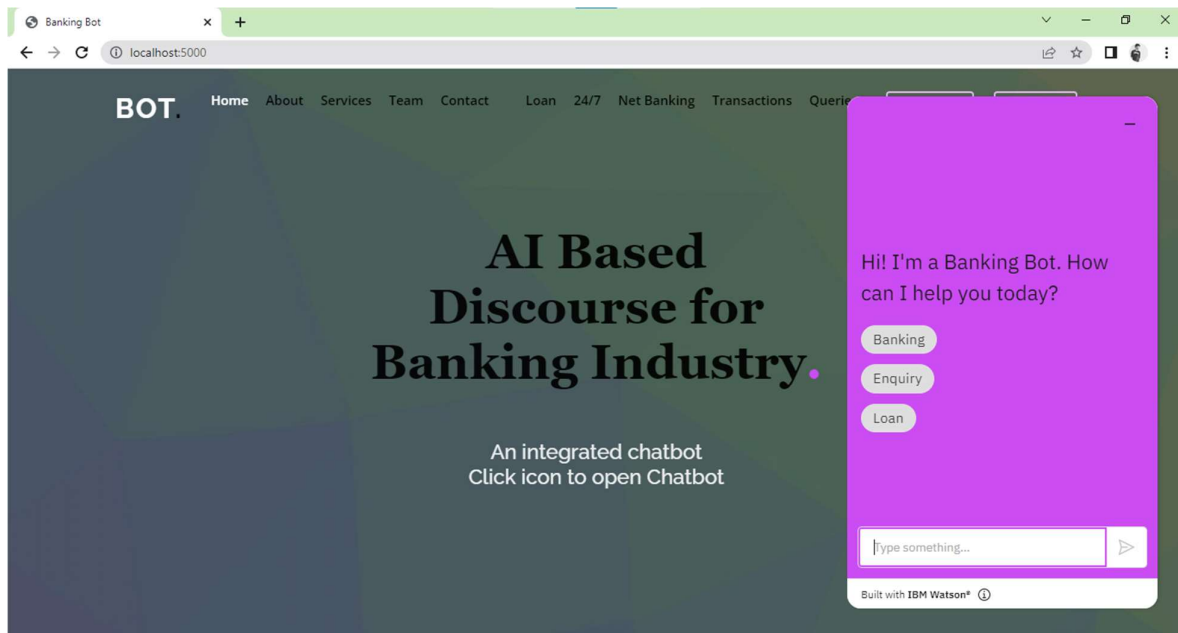 Banking Bot
localhost:5000
BOT.
Home About Services Team Contact Loan 24/7 Net Banking Transactions
AI Based
Discourse for
Banking Industry.
An integrated chatbot
Click icon to open Chatbot
Hi! I'm a Banking Bot. How
can I help you today?
Banking
Enquiry
Loan
Type something...
Built with IBM Watson®